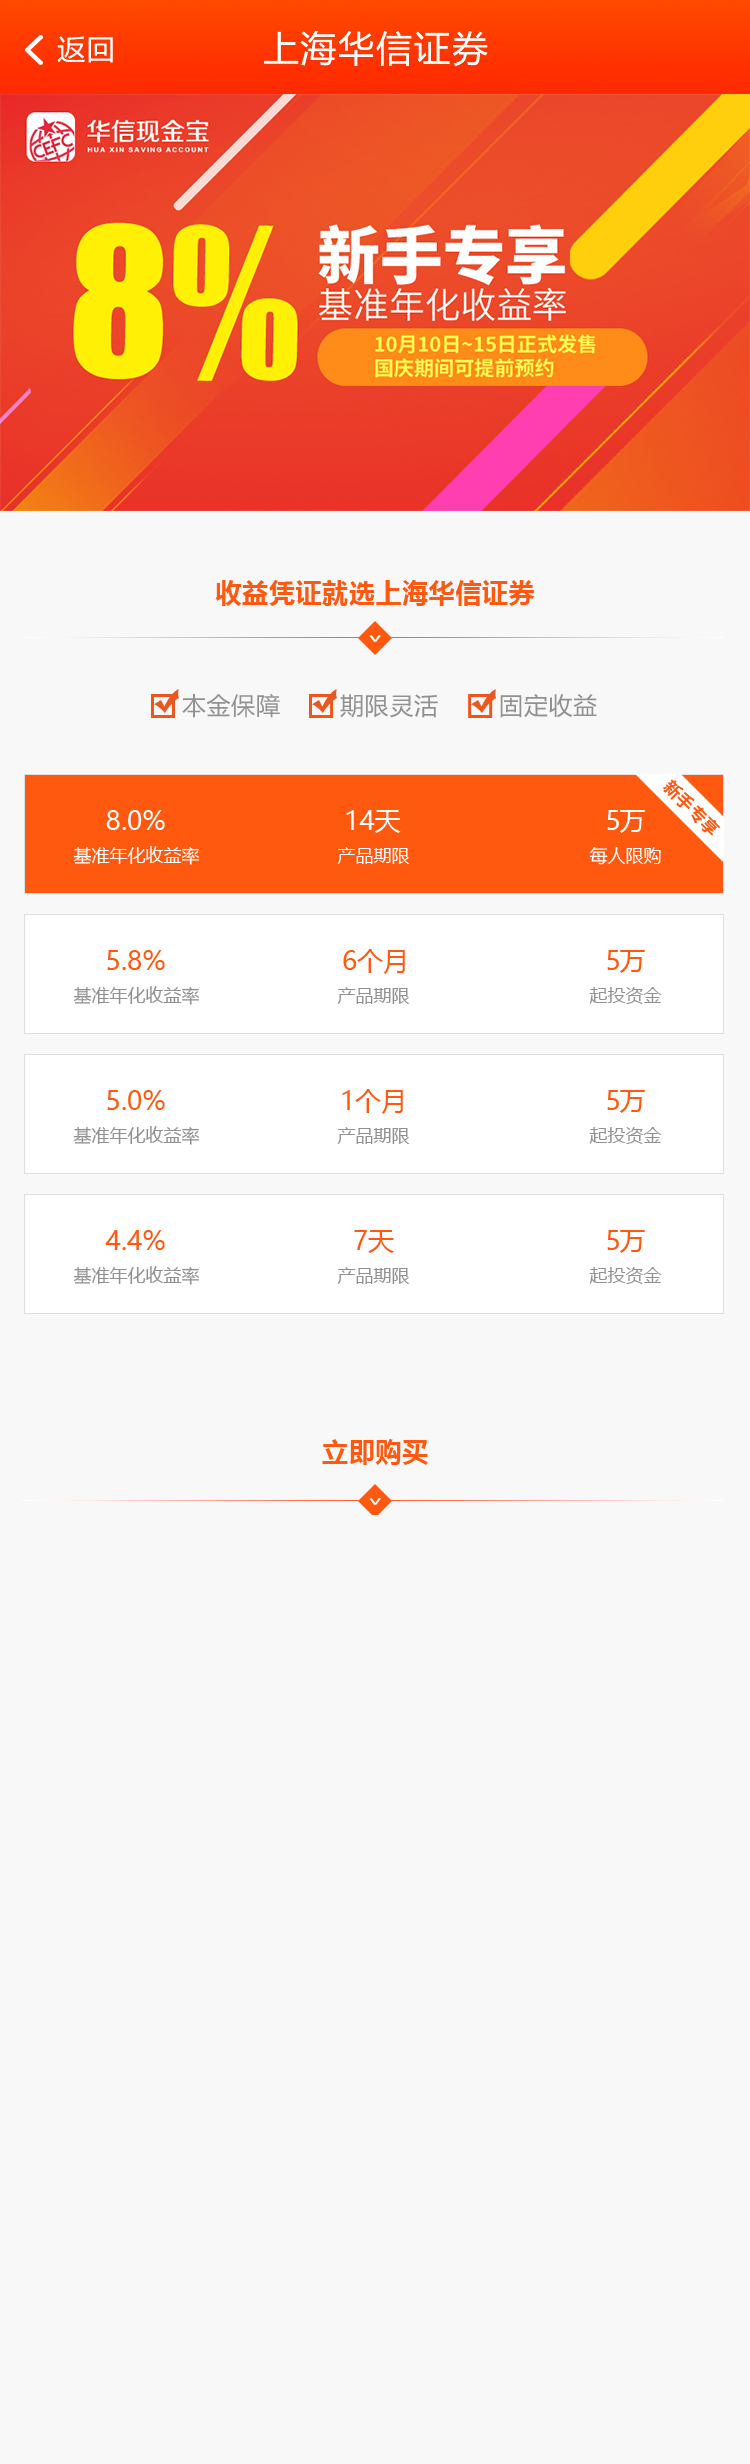 返回
上海华信证券
CEFC
华信现金宝
HUA XIN SAVING ACCOUNT
8%
新手专享
基准年化收益率
10月10日~15日正式发售
国庆期间可提前预约
收益凭证就选上海华信证券
本金保障 期限灵活 固定收益
新手专享
8.0% 14天 5万
基准年化收益率 产品期限 每人限购
5.8% 6个月 5万
基准年化收益率 产品期限 起投资金
5.0% 1个月 5万
基准年化收益率 产品期限 起投资金
4.4% 7天 5万
基准年化收益率 产品期限 起投资金
立即购买